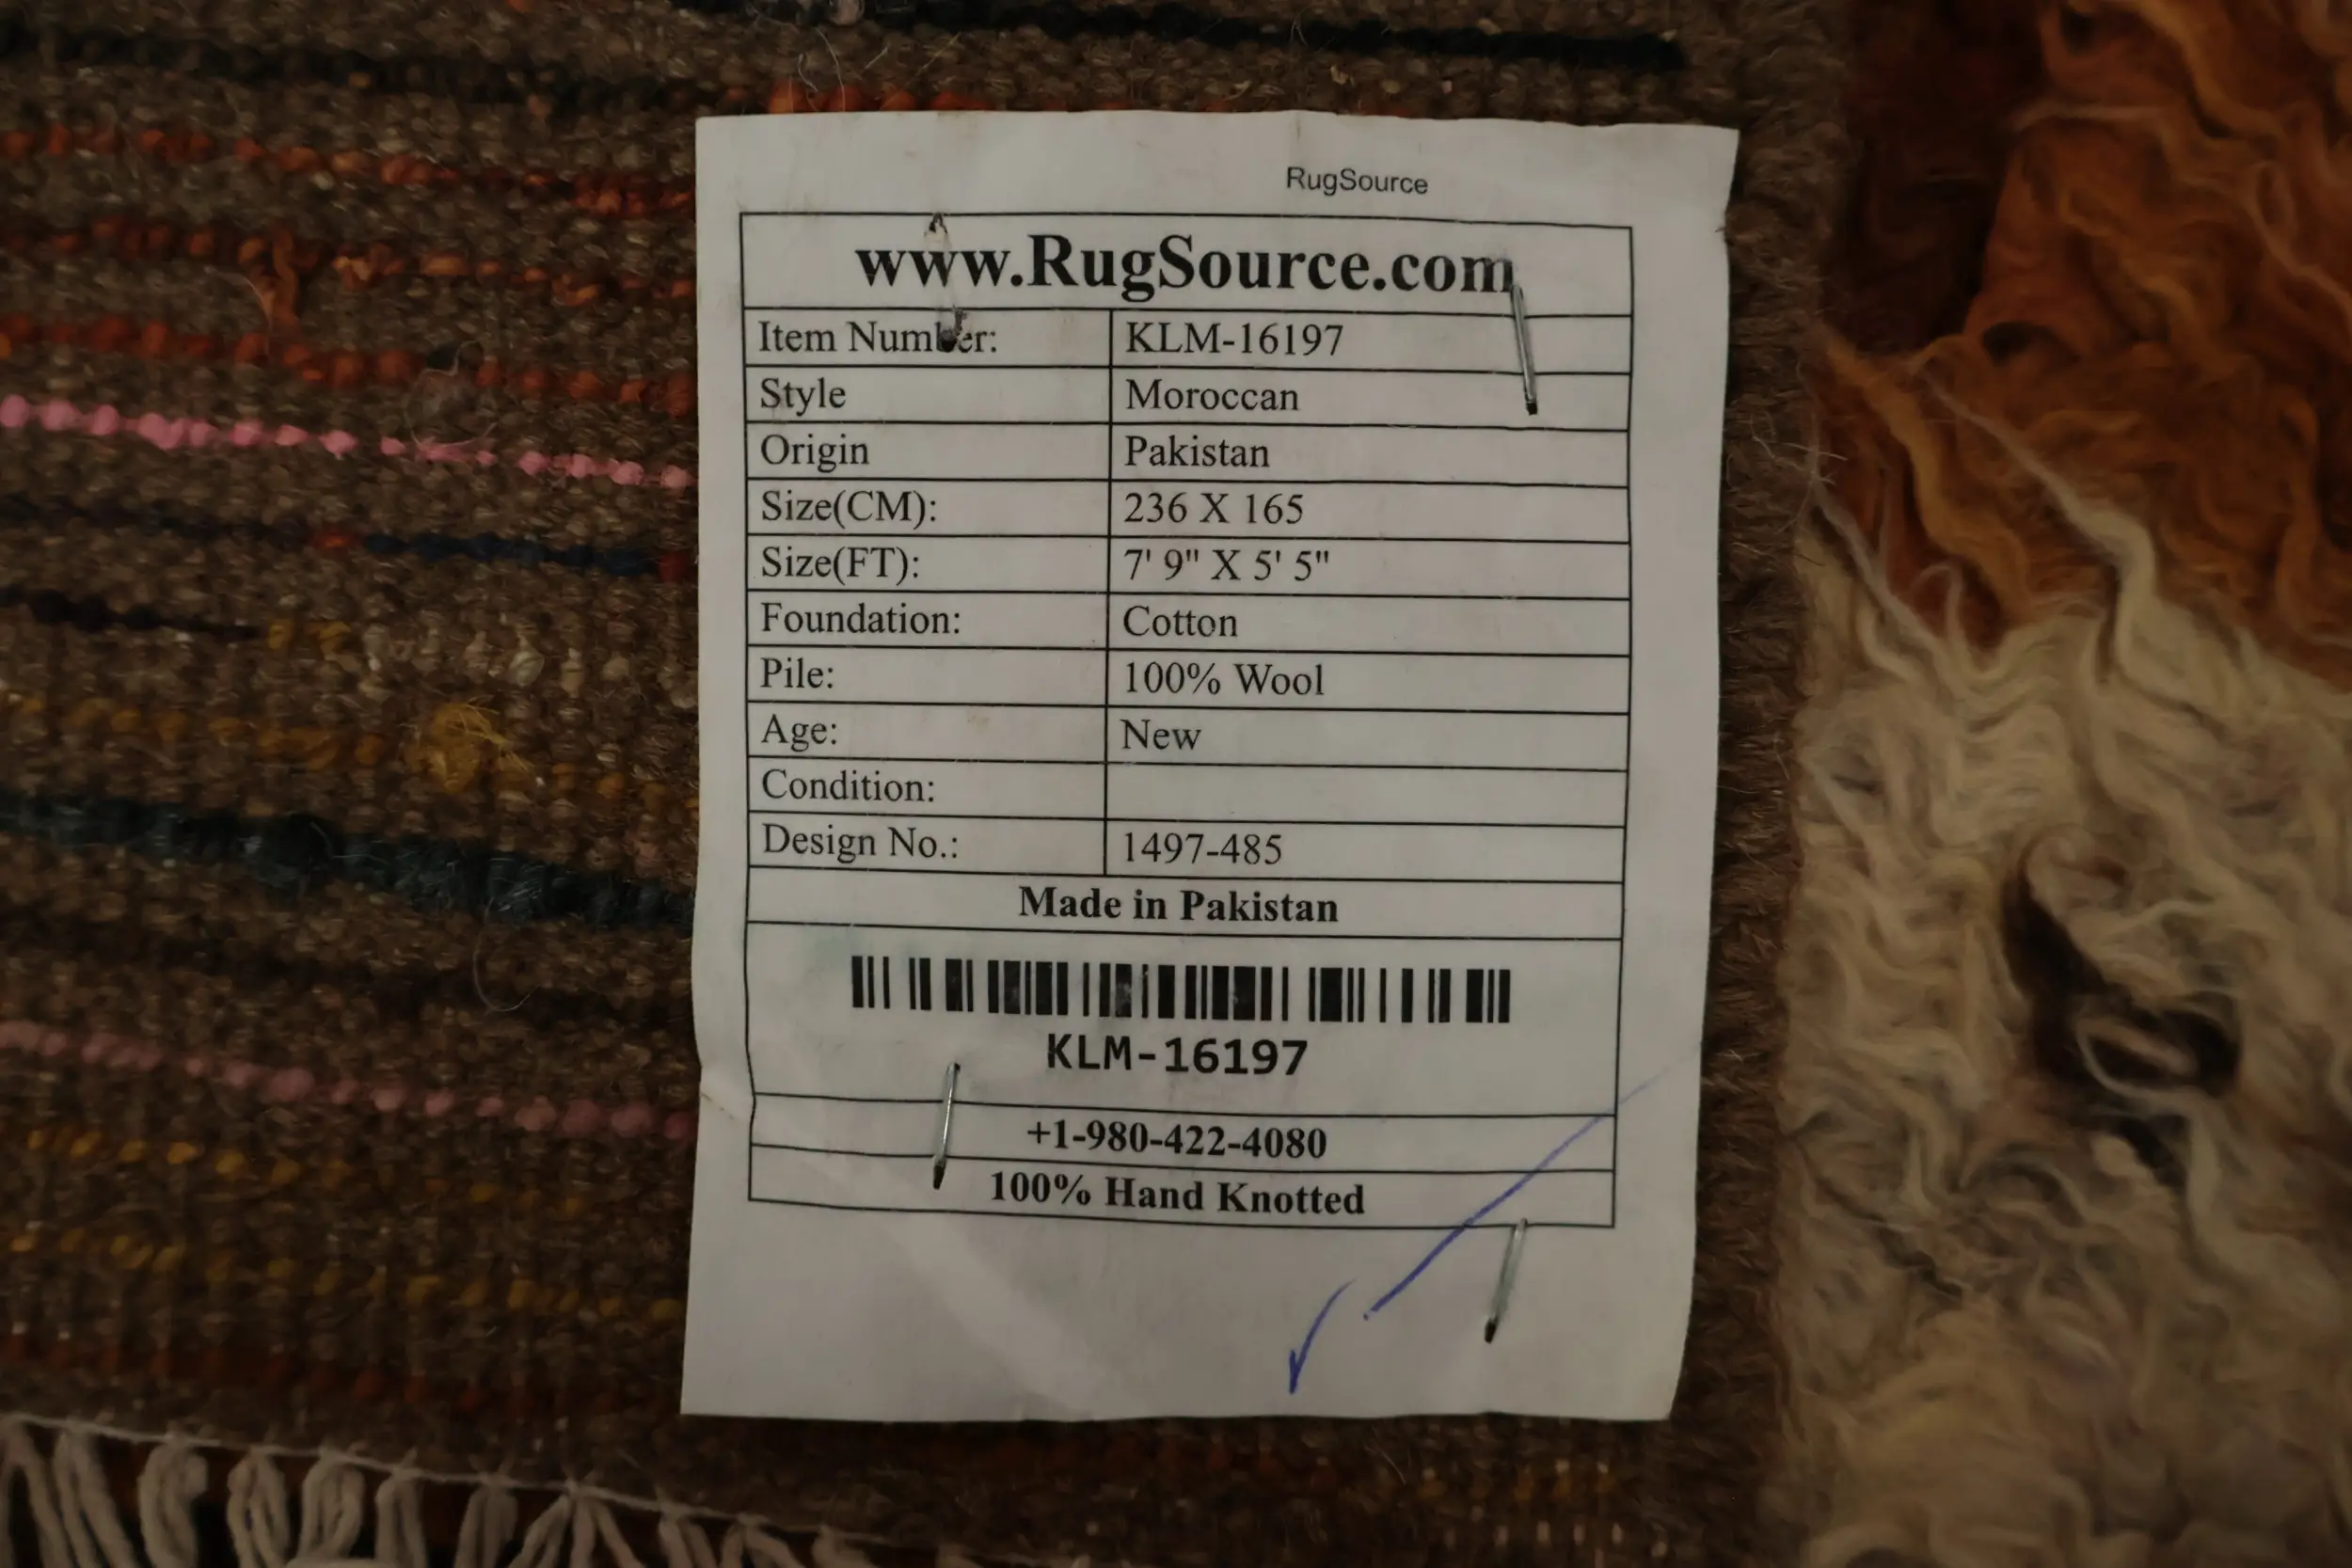 RugSource
www.RugSource.com
Item Number: KLM-16197
Style Moroccan
Origin Pakistan
Size(CM): 236 X 165
Size(FT): 7' 9" X 5' 5"
Foundation: Cotton
Pile: 100% Wool
Age: New
Condition:
Design No.: 1497-485
Made in Pakistan
KLM-16197
+1-980-422-4080
100% Hand Knotted